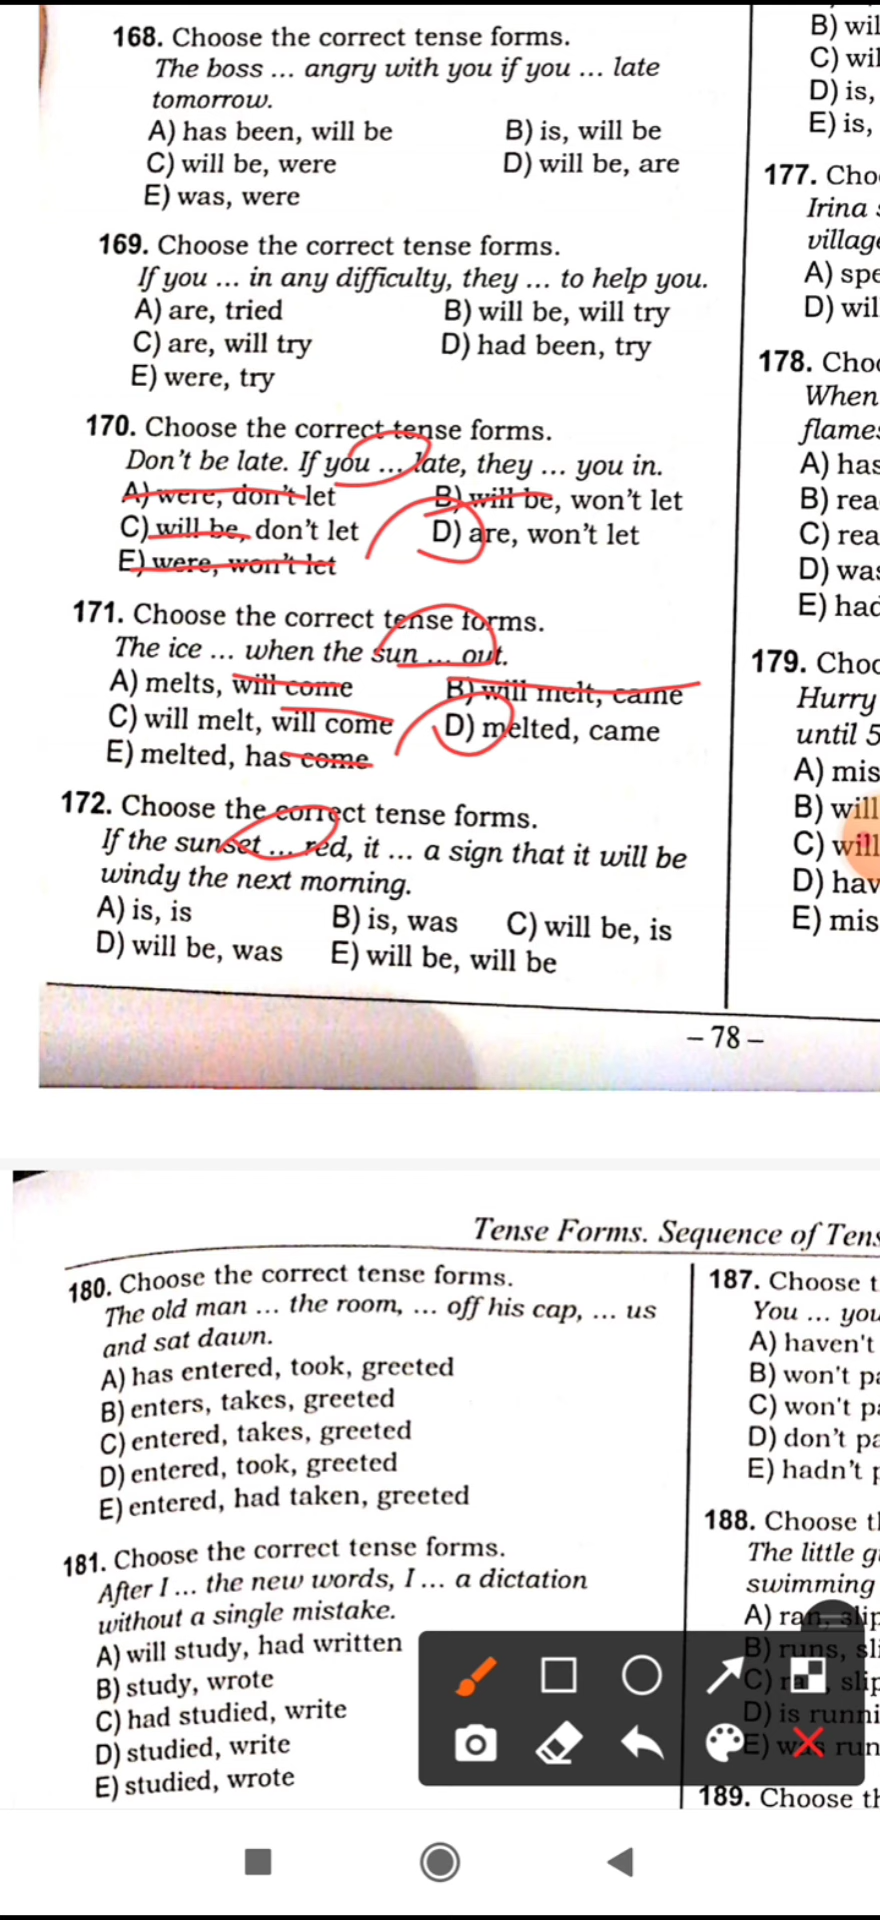 168. Choose the correct tense forms.
The boss ... angry with you if you ... late
tomorrow.
A) has been, will be
B) is, will be
C) will be, were
D) will be, are
E) was, were
169. Choose the correct tense forms.
If you ... in any difficulty, they ... to help you.
A) are, tried
B) will be, will try
C) are, will try
D) had been, try
E) were, try
170. Choose the correct tense forms.
Don't be late. If you ... late, they ... you in.
A) were, don't let
B) will be, won't let
C) will be, don't let
D) are, won't let
E) were, won't let
171. Choose the correct tense forms.
The ice ... when the sun ... out.
A) melts, will come
B) will melt, came
C) will melt, will come
D) melted, came
E) melted, has come
172. Choose the correct tense forms.
If the sunset ... red, it ... a sign that it will be
windy the next morning.
A) is, is
B) is, was
C) will be, is
D) will be, was
E) will be, will be
B) wil
C) wil
D) is,
E) is,
177. Cho
Irina
village
A) spe
D) wil
178. Choo
When
flames
A) has
B) rea
C) rea
D) was
E) had
179. Choo
Hurry
until 5
A) mis
B) will
C) will
D) hav
E) mis
– 78 –
Tense Forms. Sequence of Tens
180. Choose the correct tense forms.
The old man ... the room, ... off his cap, ... us
and sat dawn.
A) has entered, took, greeted
B) enters, takes, greeted
C) entered, takes, greeted
D) entered, took, greeted
E) entered, had taken, greeted
181. Choose the correct tense forms.
After I ... the new words, I ... a dictation
without a single mistake.
A) will study, had written
B) study, wrote
C) had studied, write
D) studied, write
E) studied, wrote
187. Choose t
You ... you
A) haven't
B) won't pa
C) won't pa
D) don't pa
E) hadn't p
188. Choose th
The little g
swimming
A) ran, slip
B) runs, sli
C) slip
D) is runni
E) was run
189. Choose th